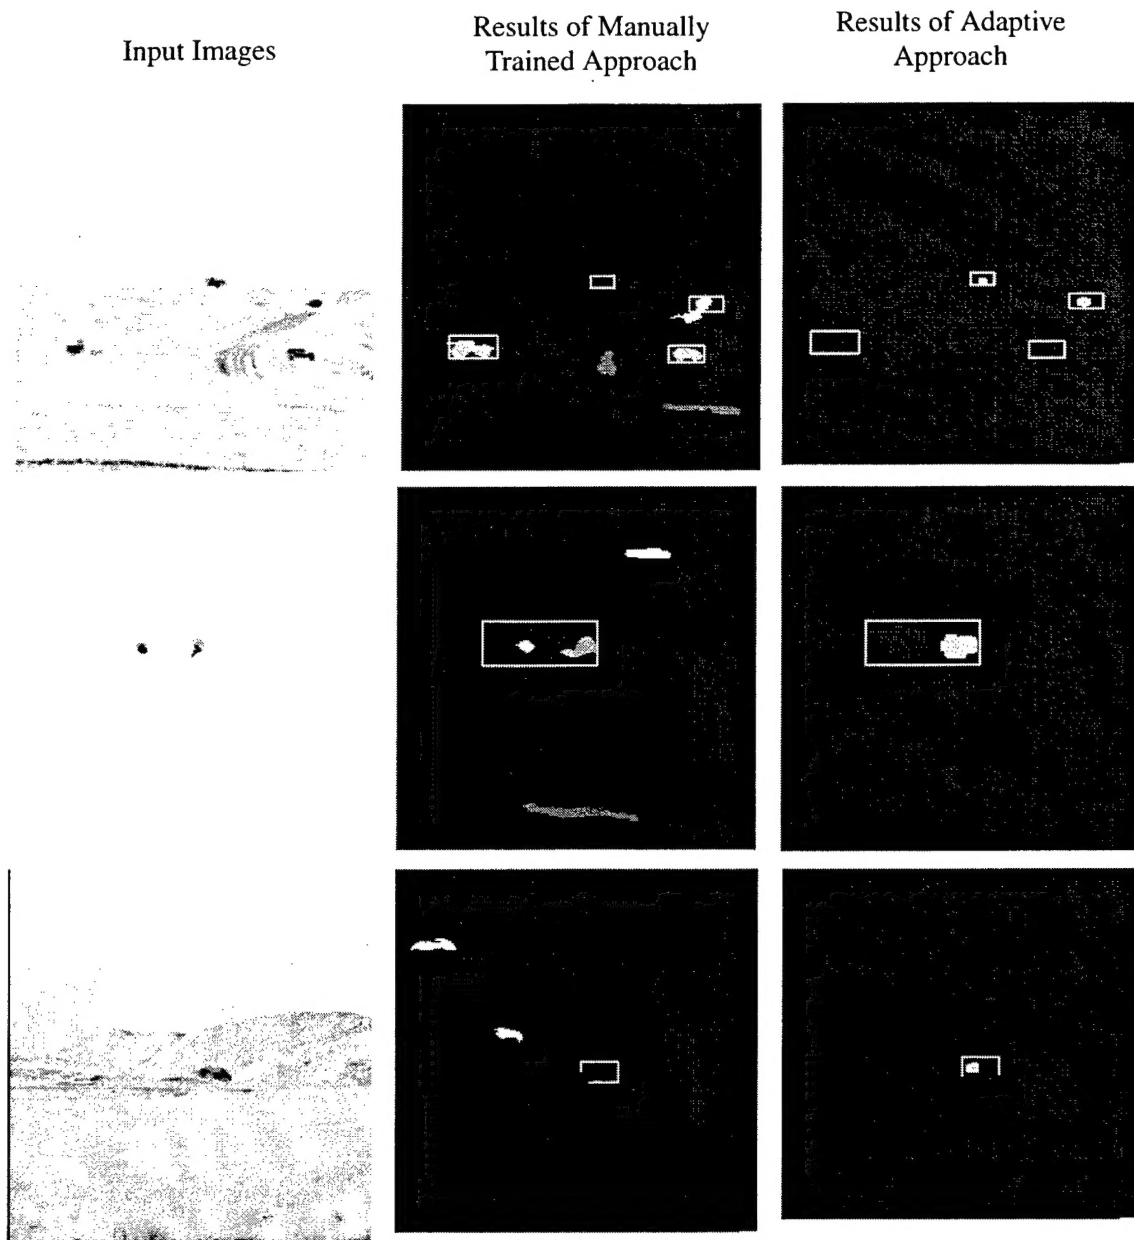 Input Images
Results of Manually
Trained Approach
Results of Adaptive
Approach